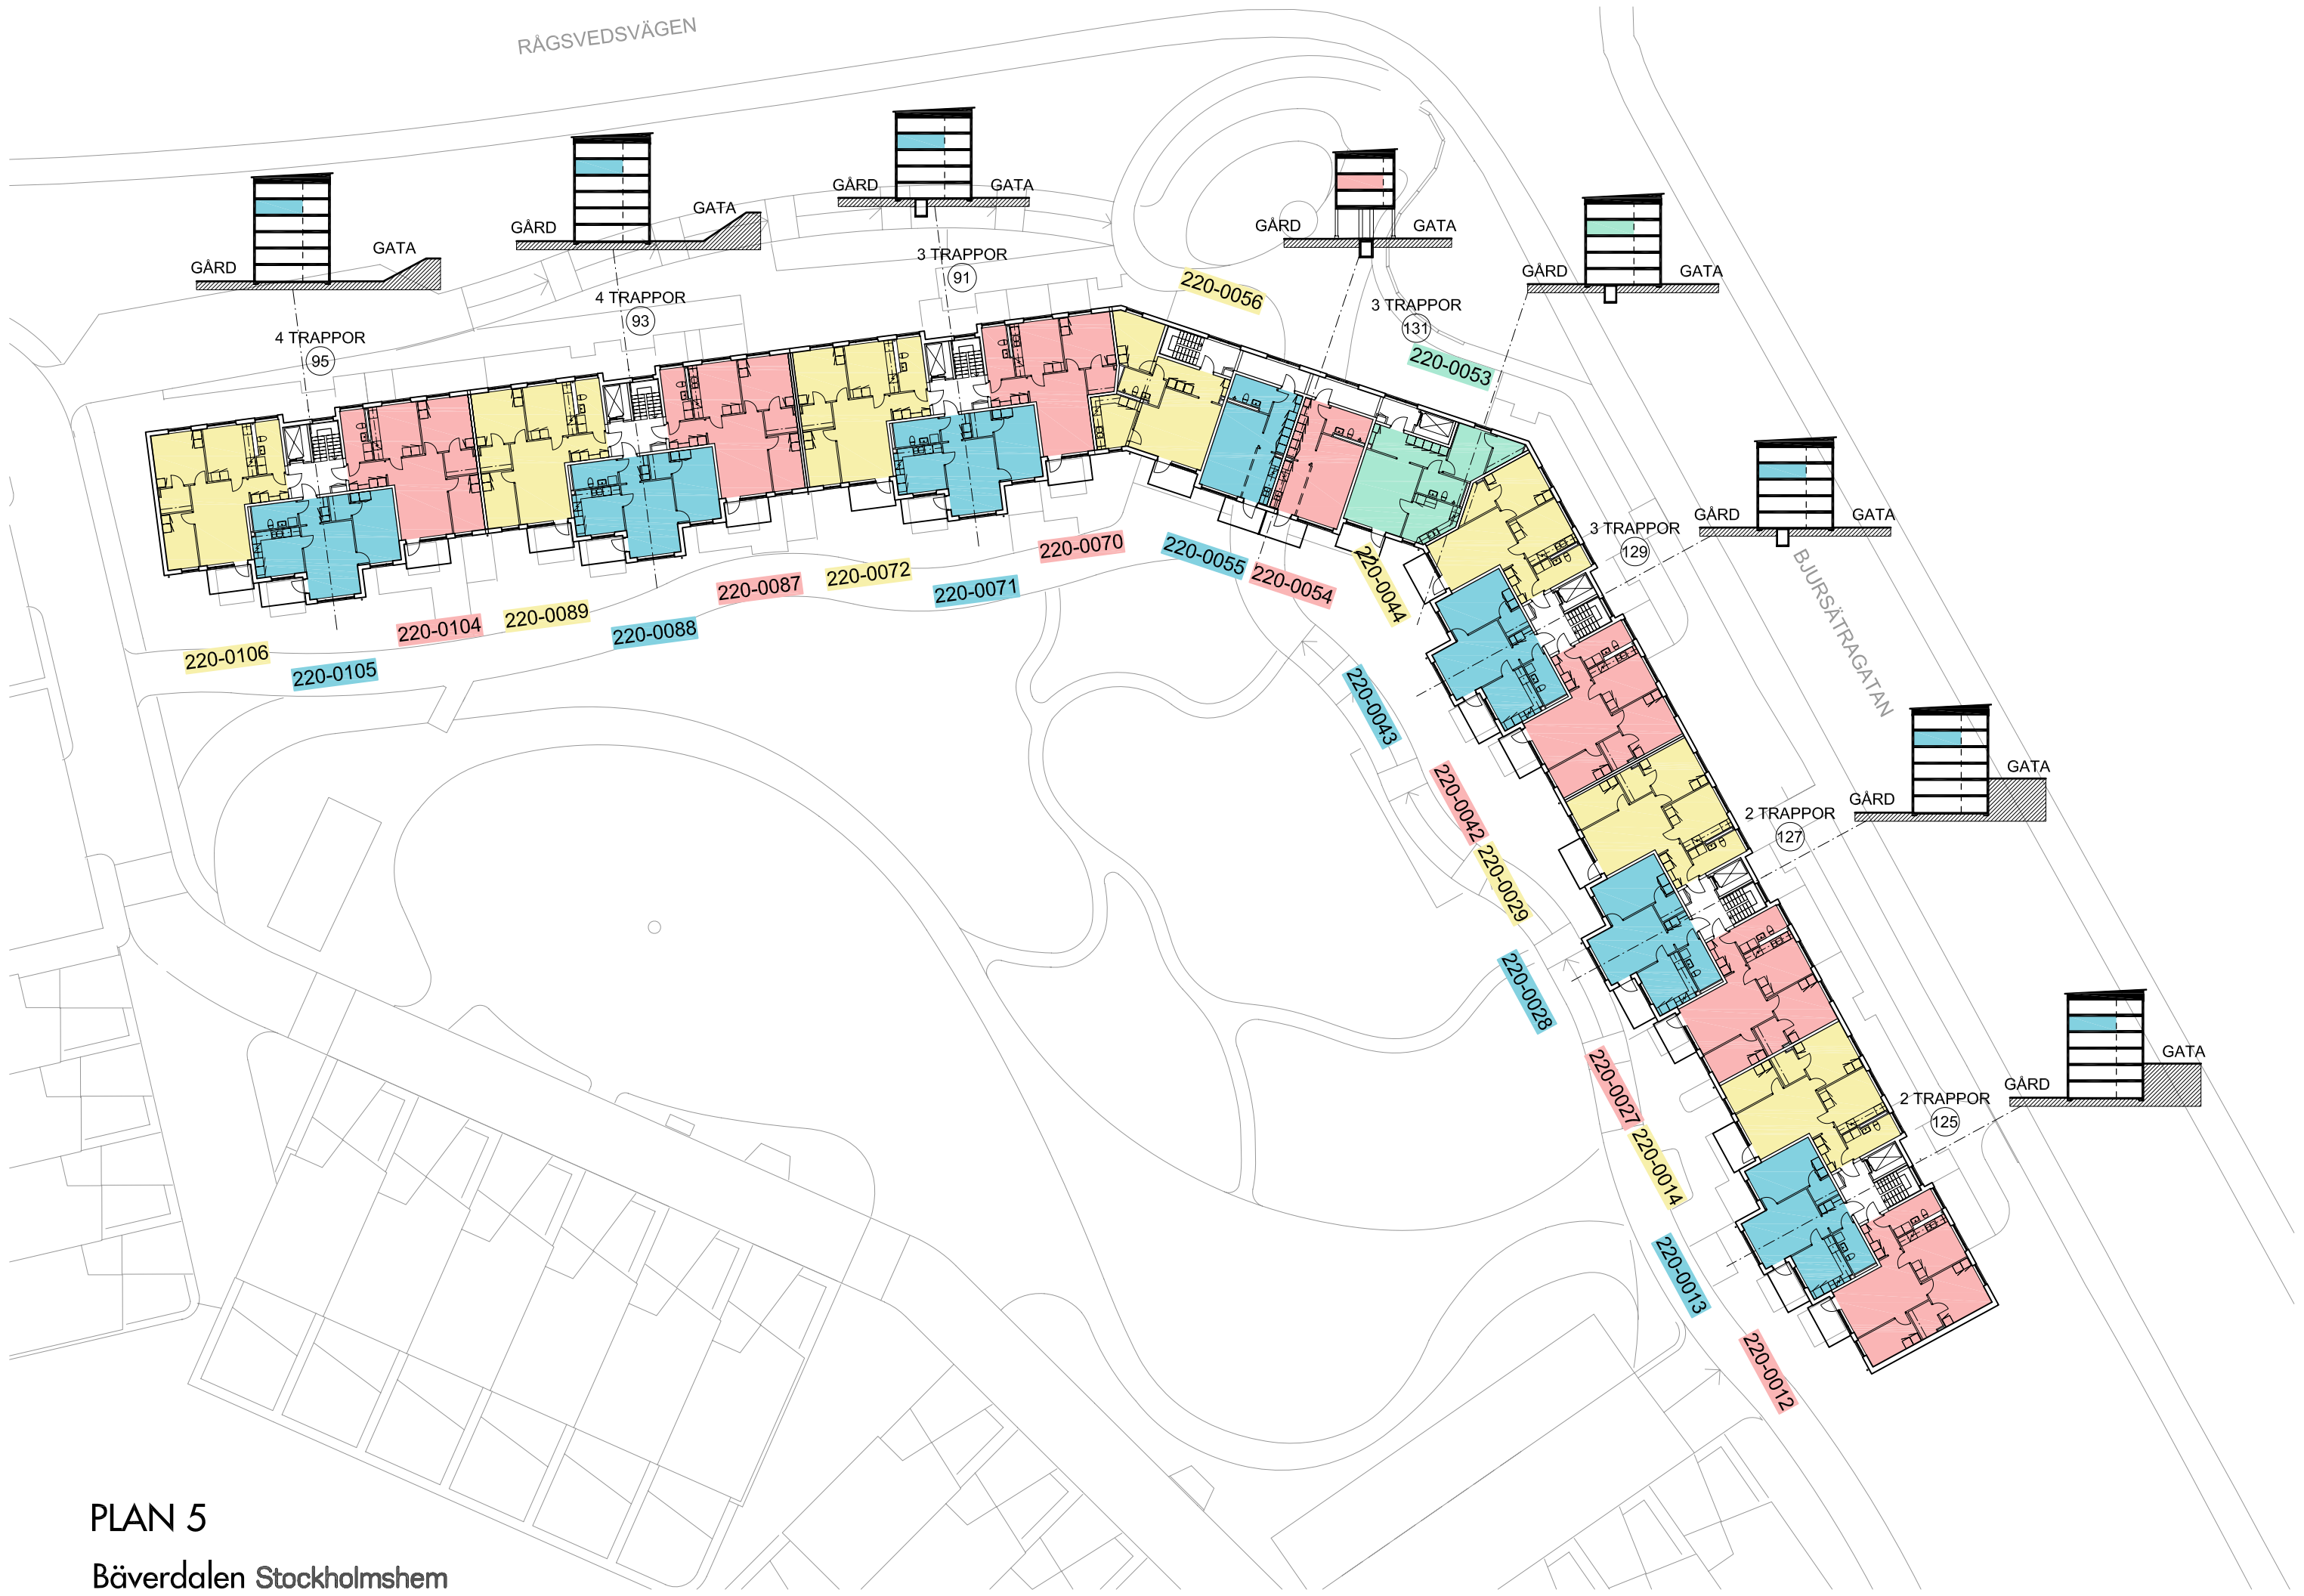 RÅGSVEDSVÄGEN
GÅRD
GATA
GÅRD
GATA
GÅRD
GATA
GÅRD
GATA
GÅRD
GATA
GÅRD
GATA
GÅRD
GATA
GÅRD
GATA
4 TRAPPOR
95
4 TRAPPOR
93
3 TRAPPOR
91
3 TRAPPOR
131
3 TRAPPOR
129
2 TRAPPOR
127
2 TRAPPOR
125
BJURSÄTRAGATAN
220-0106
220-0105
220-0104
220-0089
220-0088
220-0087
220-0072
220-0071
220-0070
220-0056
220-0055
220-0054
220-0053
220-0044
220-0043
220-0042
220-0029
220-0028
220-0027
220-0014
220-0013
220-0012
PLAN 5
Bäverdalen Stockholmshem